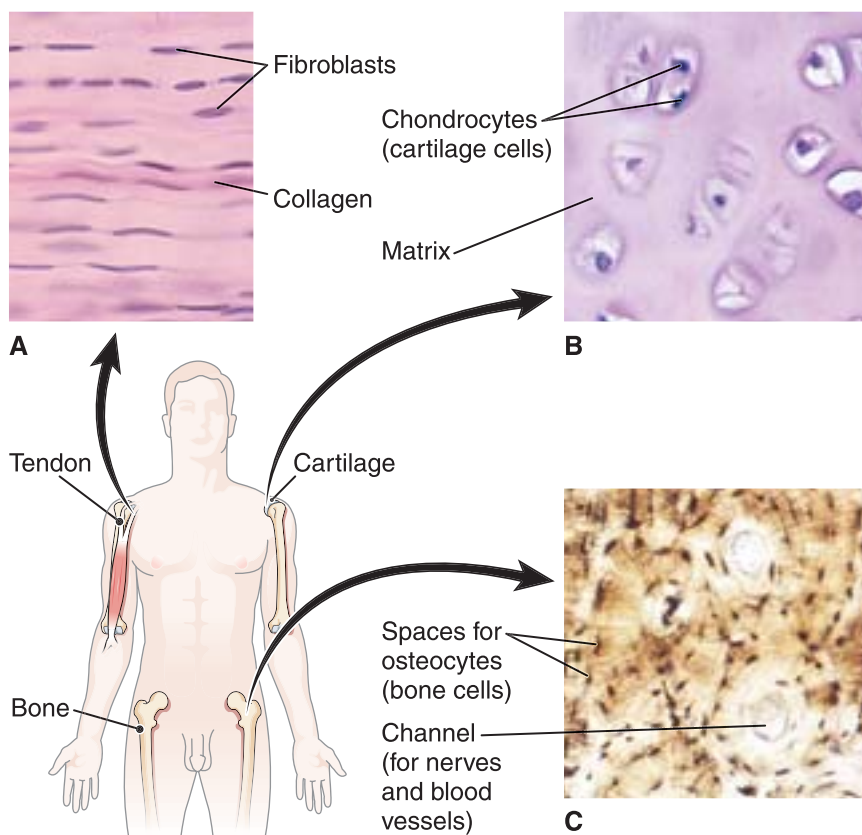 Fibroblasts
Collagen
A
Chondrocytes
(cartilage cells)
Matrix
B
Tendon
Cartilage
Bone
Spaces for
osteocytes
(bone cells)
Channel
(for nerves
and blood
vessels)
C